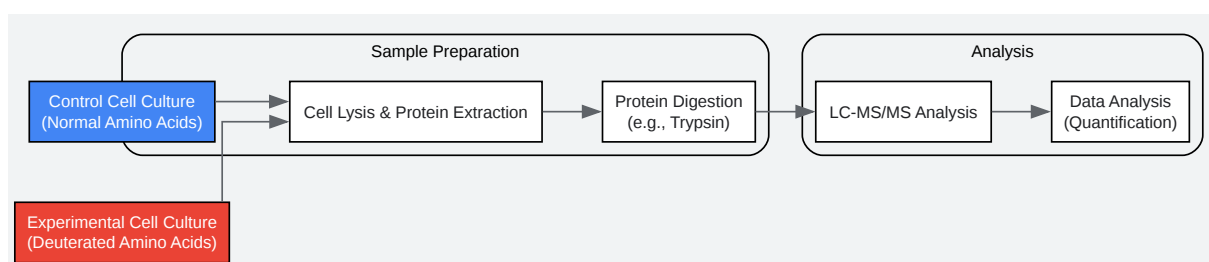 Sample Preparation
Analysis
Control Cell Culture
(Normal Amino Acids)
Cell Lysis & Protein Extraction
Protein Digestion
(e.g., Trypsin)
LC-MS/MS Analysis
Data Analysis
(Quantification)
Experimental Cell Culture
(Deuterated Amino Acids)